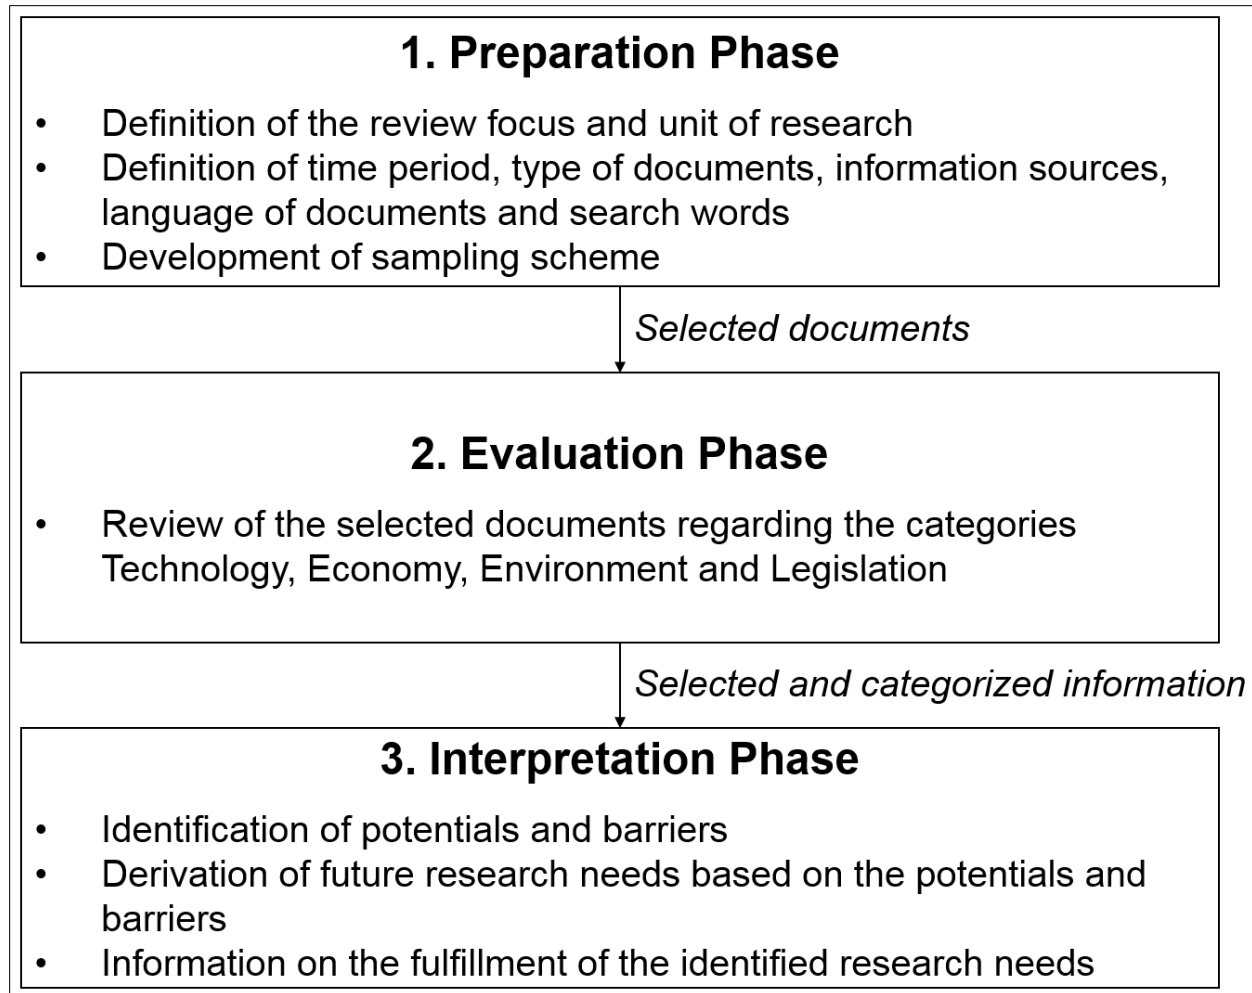 1. Preparation Phase
• Definition of the review focus and unit of research
• Definition of time period, type of documents, information sources,
language of documents and search words
• Development of sampling scheme
Selected documents
2. Evaluation Phase
• Review of the selected documents regarding the categories
Technology, Economy, Environment and Legislation
Selected and categorized information
3. Interpretation Phase
• Identification of potentials and barriers
• Derivation of future research needs based on the potentials and
barriers
• Information on the fulfillment of the identified research needs